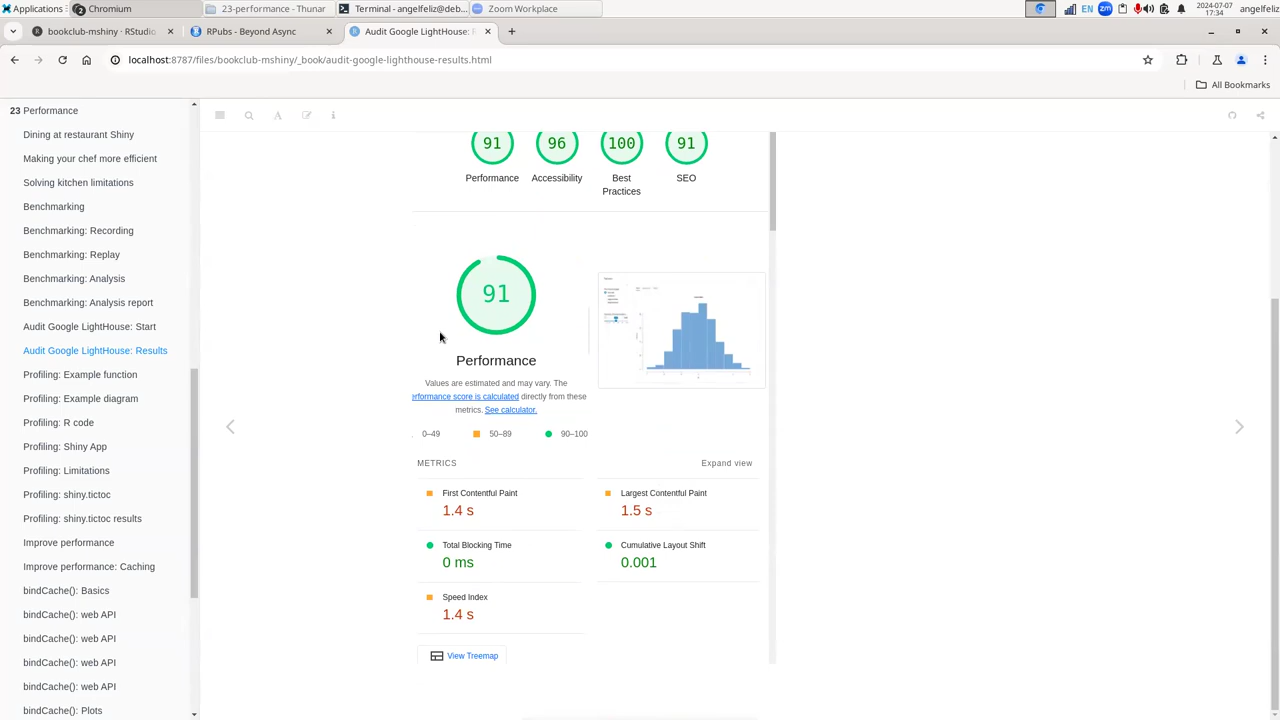 Applications
Chromium
23-performance - Thunar
Terminal - angelfeliz@deb...
Zoom Workplace
EN
zm
2024-07-07
17:34
angelfeliz
bookclub-mshiny · RStudio
RPubs - Beyond Async
Audit Google LightHouse: R
localhost:8787/files/bookclub-mshiny/_book/audit-google-lighthouse-results.html
All Bookmarks
23 Performance
Dining at restaurant Shiny
Making your chef more efficient
Solving kitchen limitations
Benchmarking
Benchmarking: Recording
Benchmarking: Replay
Benchmarking: Analysis
Benchmarking: Analysis report
Audit Google LightHouse: Start
Audit Google LightHouse: Results
Profiling: Example function
Profiling: Example diagram
Profiling: R code
Profiling: Shiny App
Profiling: Limitations
Profiling: shiny.tictoc
Profiling: shiny.tictoc results
Improve performance
Improve performance: Caching
bindCache(): Basics
bindCache(): web API
bindCache(): web API
bindCache(): web API
bindCache(): web API
bindCache(): Plots
91 96 100 91
Performance Accessibility Best Practices SEO
91
Performance
Values are estimated and may vary. The
erformance score is calculated directly from these
metrics. See calculator.
0–49 50–89 90–100
METRICS
Expand view
First Contentful Paint
1.4 s
Largest Contentful Paint
1.5 s
Total Blocking Time
0 ms
Cumulative Layout Shift
0.001
Speed Index
1.4 s
View Treemap